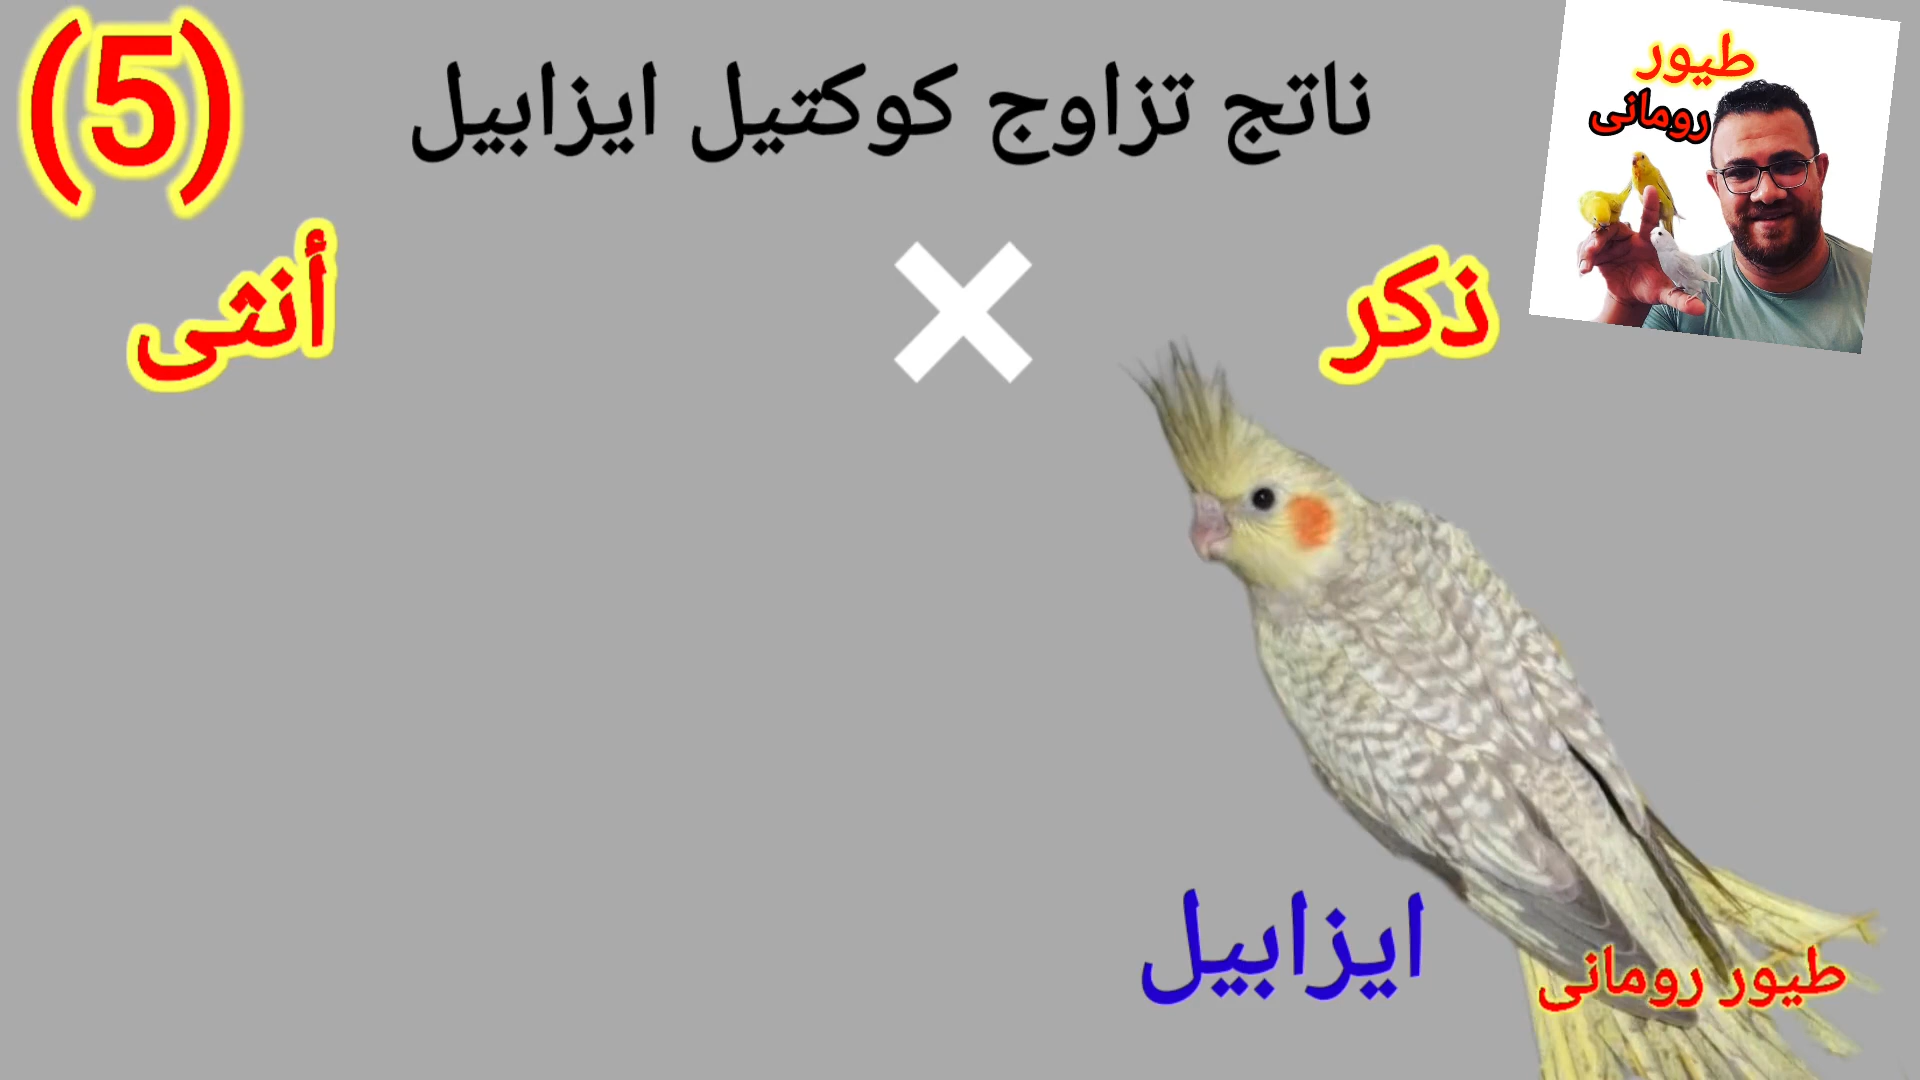 (5)
ناتج تزاوج كوكتيل ايزابيل
طيور
رومانى
ذكر
أنثى
ايزابيل
طيور رومانى